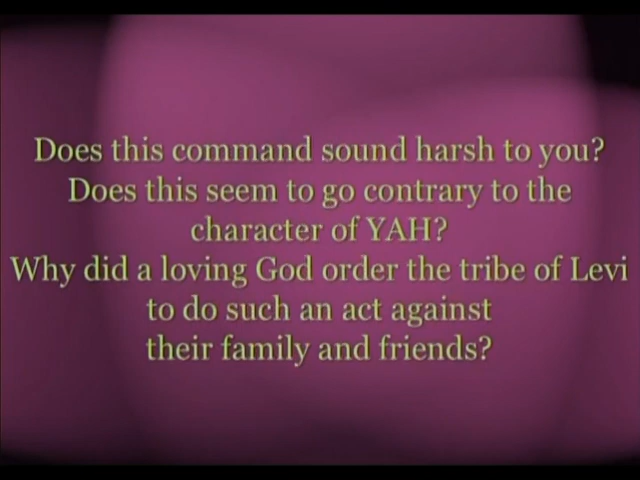 Does this command sound harsh to you?
Does this seem to go contrary to the
character of YAH?
Why did a loving God order the tribe of Levi
to do such an act against
their family and friends?